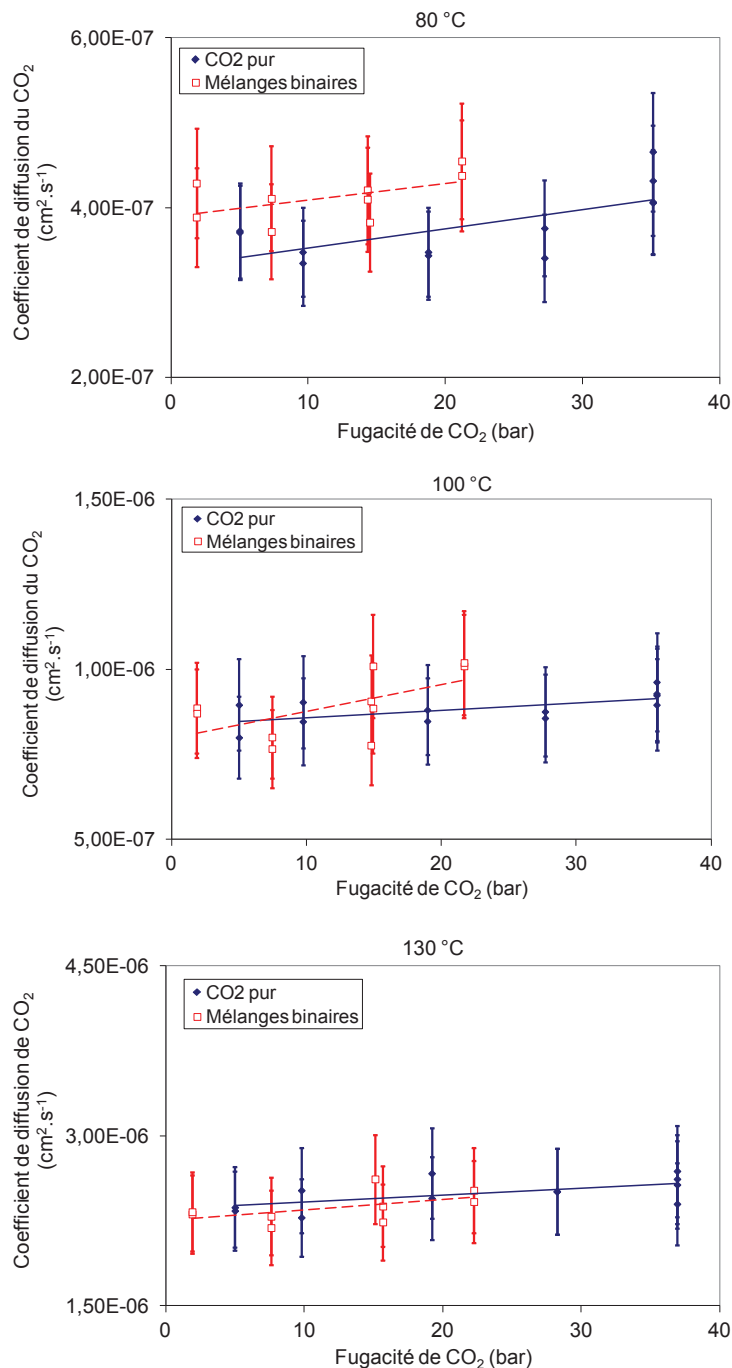 80 °C
6,00E-07
CO2 pur
Mélanges binaires
4,00E-07
2,00E-07
Coefficient de diffusion du CO₂
(cm².s⁻¹)
0 10 20 30 40
Fugacité de CO₂ (bar)
100 °C
1,50E-06
CO2 pur
Mélanges binaires
1,00E-06
5,00E-07
Coefficient de diffusion du CO₂
(cm².s⁻¹)
0 10 20 30 40
Fugacité de CO₂ (bar)
130 °C
4,50E-06
CO2 pur
Mélanges binaires
3,00E-06
1,50E-06
Coefficient de diffusion de CO₂
(cm².s⁻¹)
0 10 20 30 40
Fugacité de CO₂ (bar)